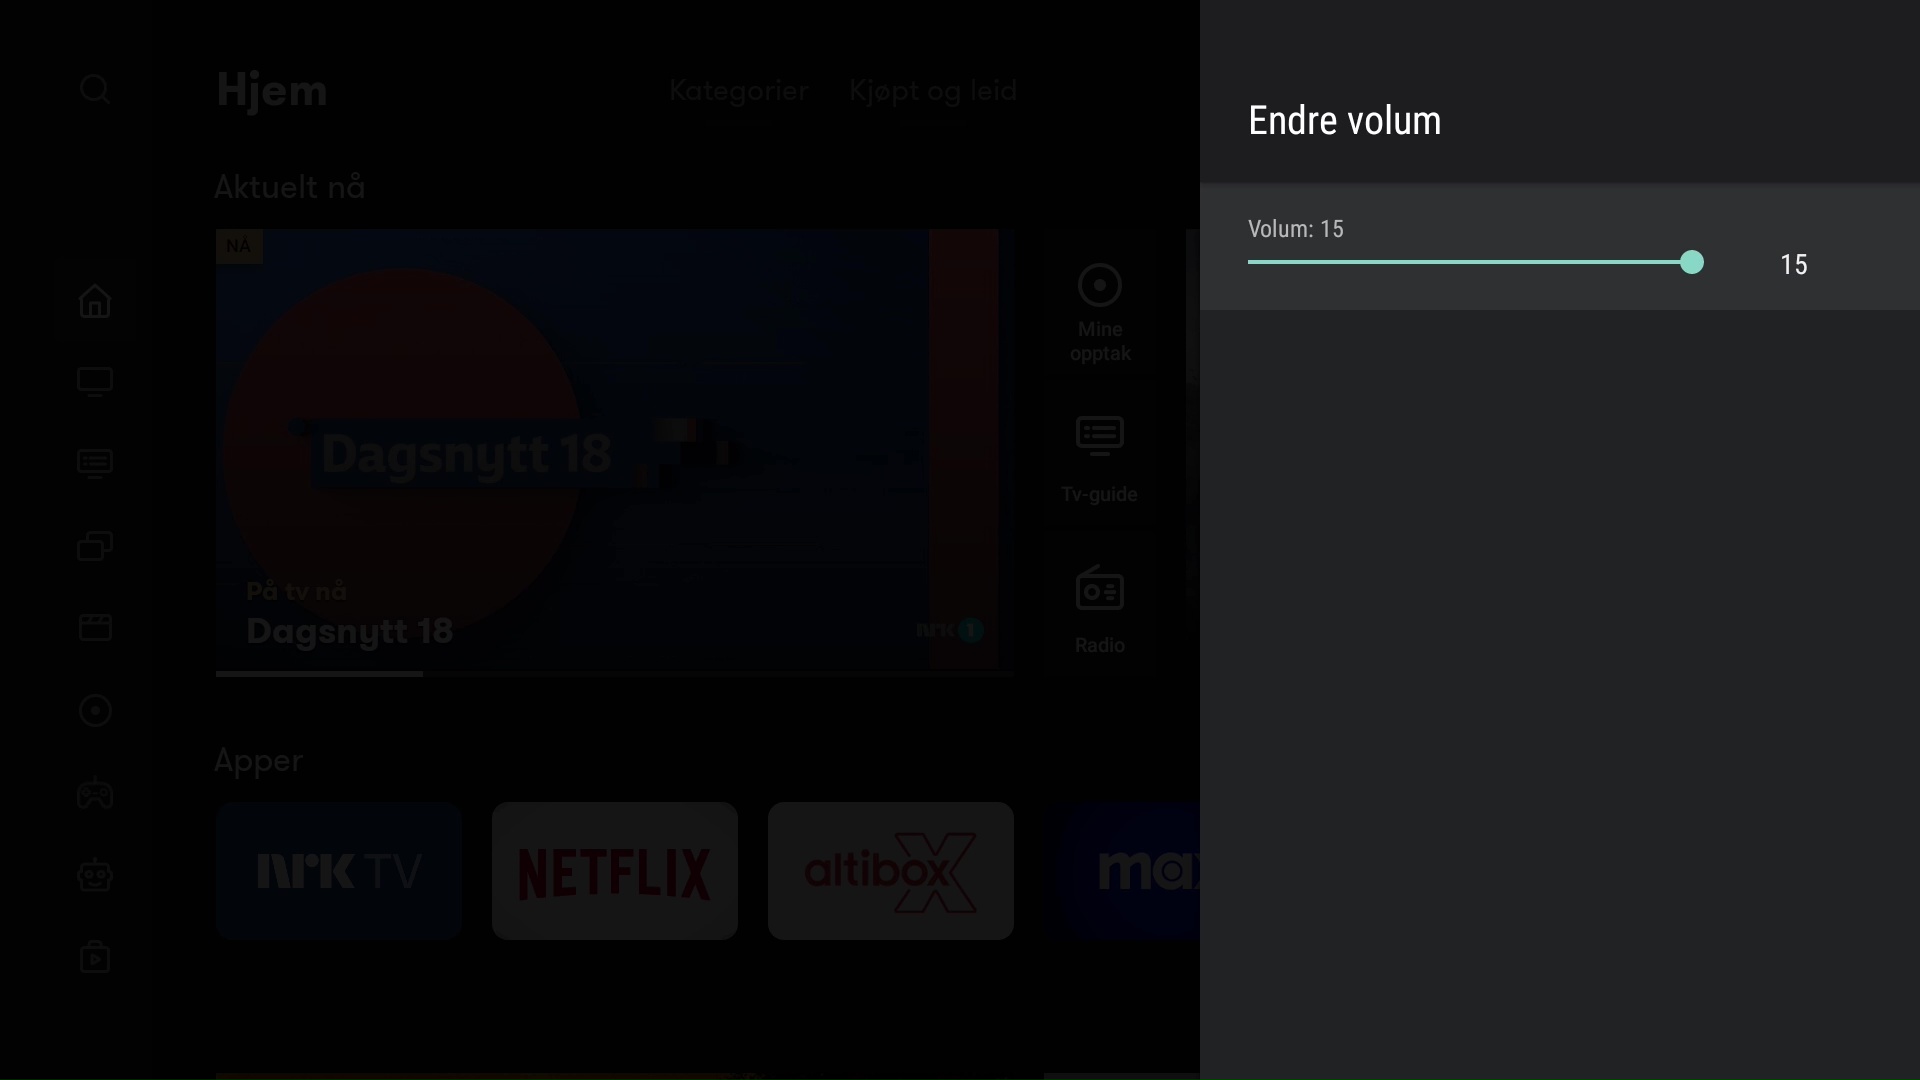 Hjem
Kategorier
Kjøpt og leid
Aktuelt nå
NÅ
Dagsnytt 18
På tv nå
Dagsnytt 18
nrk 1
Mine
opptak
Tv-guide
Radio
Apper
nrk TV
NETFLIX
altibox X
max
Endre volum
Volum: 15
15